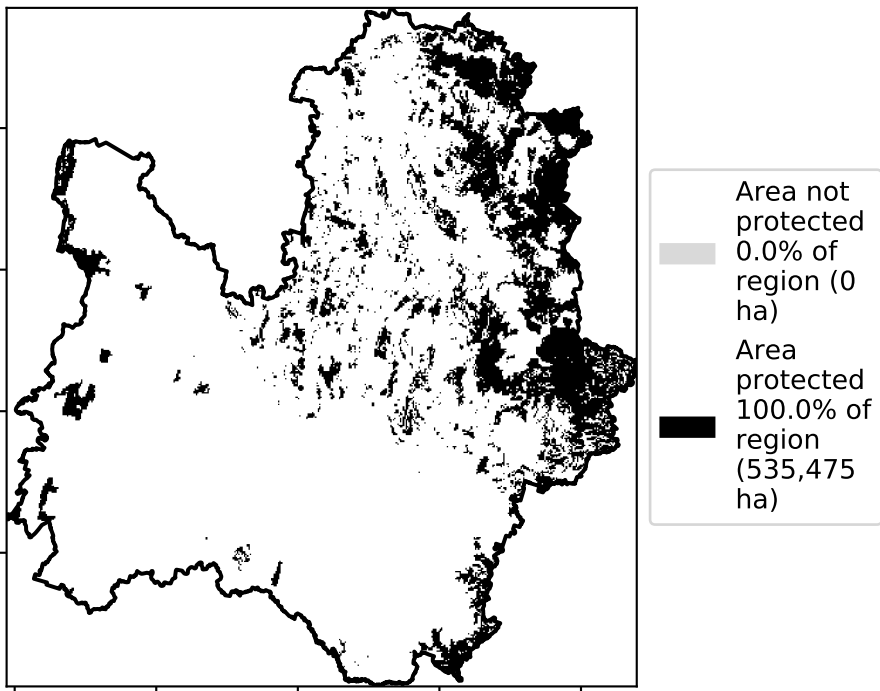 Area not
protected
0.0% of
region (0
ha)
Area
protected
100.0% of
region
(535,475
ha)